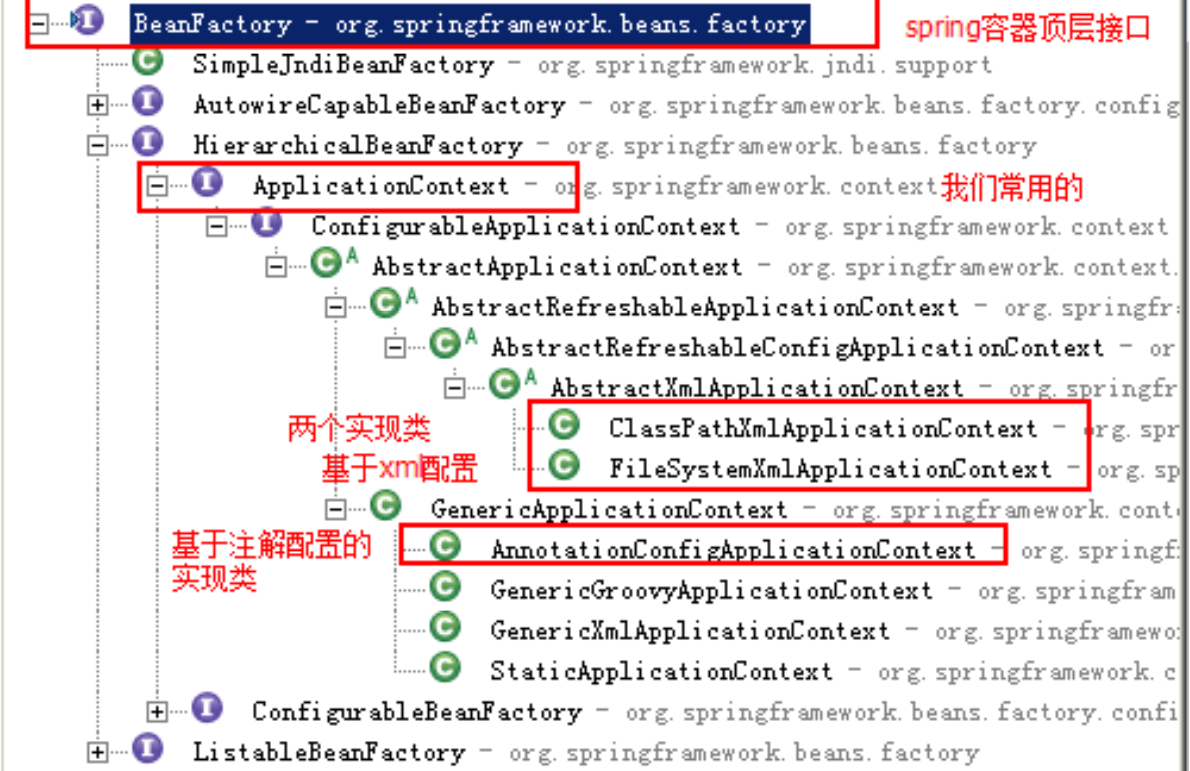 BeanFactory - org.springframework.beans.factory spring容器顶层接口
SimpleJndiBeanFactory - org.springframework.jndi.support
AutowireCapableBeanFactory - org.springframework.beans.factory.config
HierarchicalBeanFactory - org.springframework.beans.factory
ApplicationContext - org.springframework.context 我们常用的
ConfigurableApplicationContext - org.springframework.context
A AbstractApplicationContext - org.springframework.context.
A AbstractRefreshableApplicationContext - org.springfr
A AbstractRefreshableConfigApplicationContext - or
A AbstractXmlApplicationContext - org.springfr
两个实现类 ClassPathXmlApplicationContext - org.spr
基于xml配置 FileSystemXmlApplicationContext - org.sp
GenericApplicationContext - org.springframework.cont
基于注解配置的 AnnotationConfigApplicationContext - org.springf
实现类 GenericGroovyApplicationContext - org.springfram
GenericXmlApplicationContext - org.springframewo
StaticApplicationContext - org.springframework.c
ConfigurableBeanFactory - org.springframework.beans.factory.confi
ListableBeanFactory - org.springframework.beans.factory